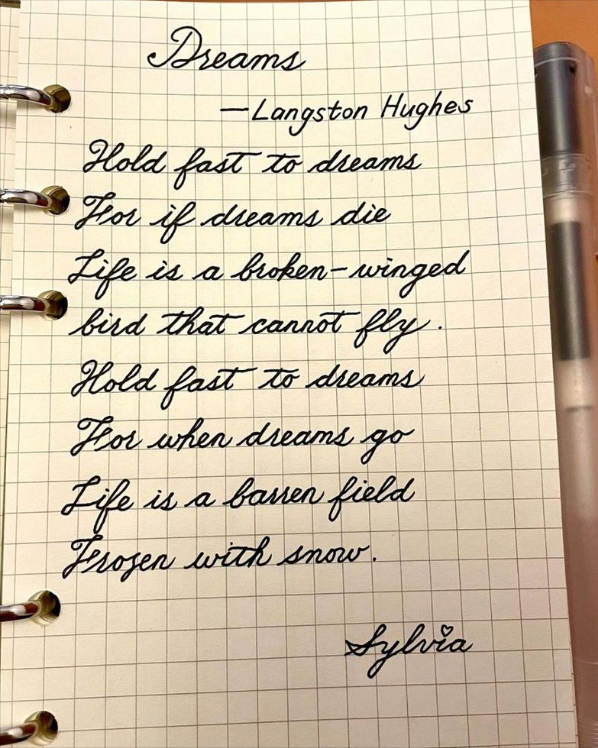 Dreams
—Langston Hughes
Hold fast to dreams
For if dreams die
Life is a broken-winged
bird that cannot fly.
Hold fast to dreams
For when dreams go
Life is a barren field
Frozen with snow.
Sylvia